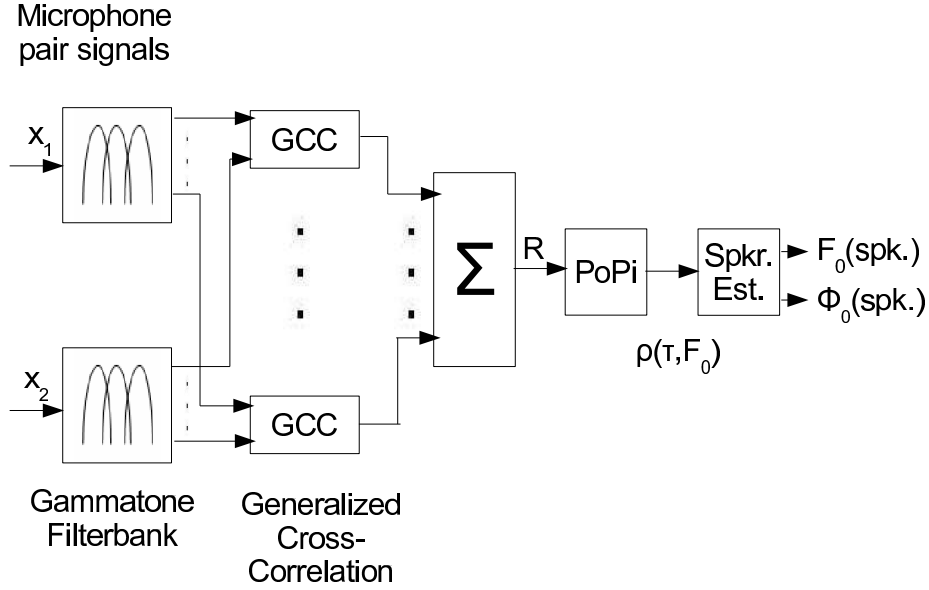 Microphone
pair signals
x₁
GCC
Σ
R
PoPi
Spkr.
Est.
F₀(spk.)
Φ₀(spk.)
ρ(τ,F₀)
x₂
GCC
Gammatone
Filterbank
Generalized
Cross-
Correlation